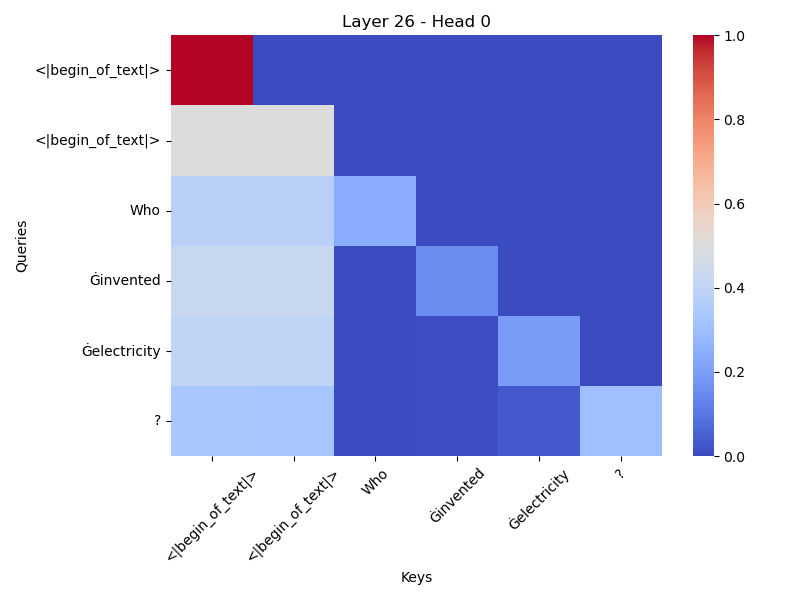 Layer 26 - Head 0
<|begin_of_text|>
<|begin_of_text|>
Who
Ġinvented
Ġelectricity
?
Queries
<|begin_of_text|>
<|begin_of_text|>
Who
Ġinvented
Ġelectricity
?
Keys
1.0
0.8
0.6
0.4
0.2
0.0